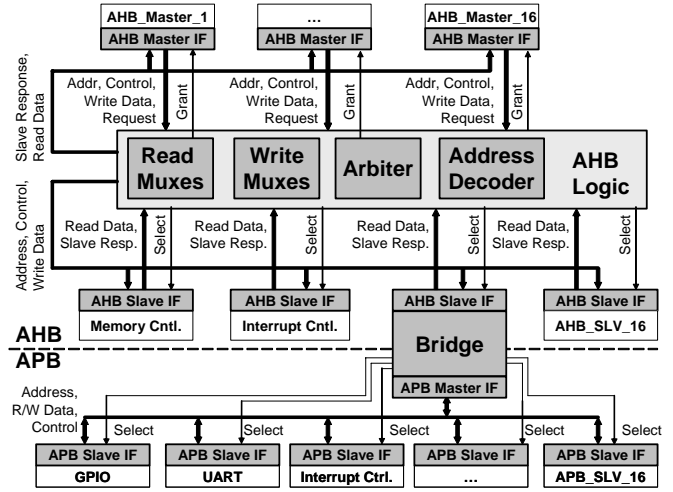 AHB_Master_1
...
AHB_Master_16
AHB Master IF
AHB Master IF
AHB Master IF
Slave Response,
Read Data
Addr, Control,
Write Data,
Request
Grant
Addr, Control,
Write Data,
Request
Grant
Addr, Control,
Write Data,
Request
Grant
Read
Muxes
Write
Muxes
Arbiter
Address
Decoder
AHB
Logic
Address, Control,
Write Data
Read Data,
Slave Resp.
Select
Read Data,
Slave Resp.
Select
Read Data,
Slave Resp.
Select
Read Data,
Slave Resp.
Select
AHB Slave IF
AHB Slave IF
AHB Slave IF
AHB Slave IF
Memory Cntl.
Interrupt Cntl.
Bridge
AHB_SLV_16
AHB
APB
APB Master IF
Address,
R/W Data,
Control
Select
Select
Select
Select
Select
APB Slave IF
APB Slave IF
APB Slave IF
APB Slave IF
APB Slave IF
GPIO
UART
Interrupt Ctrl.
...
APB_SLV_16